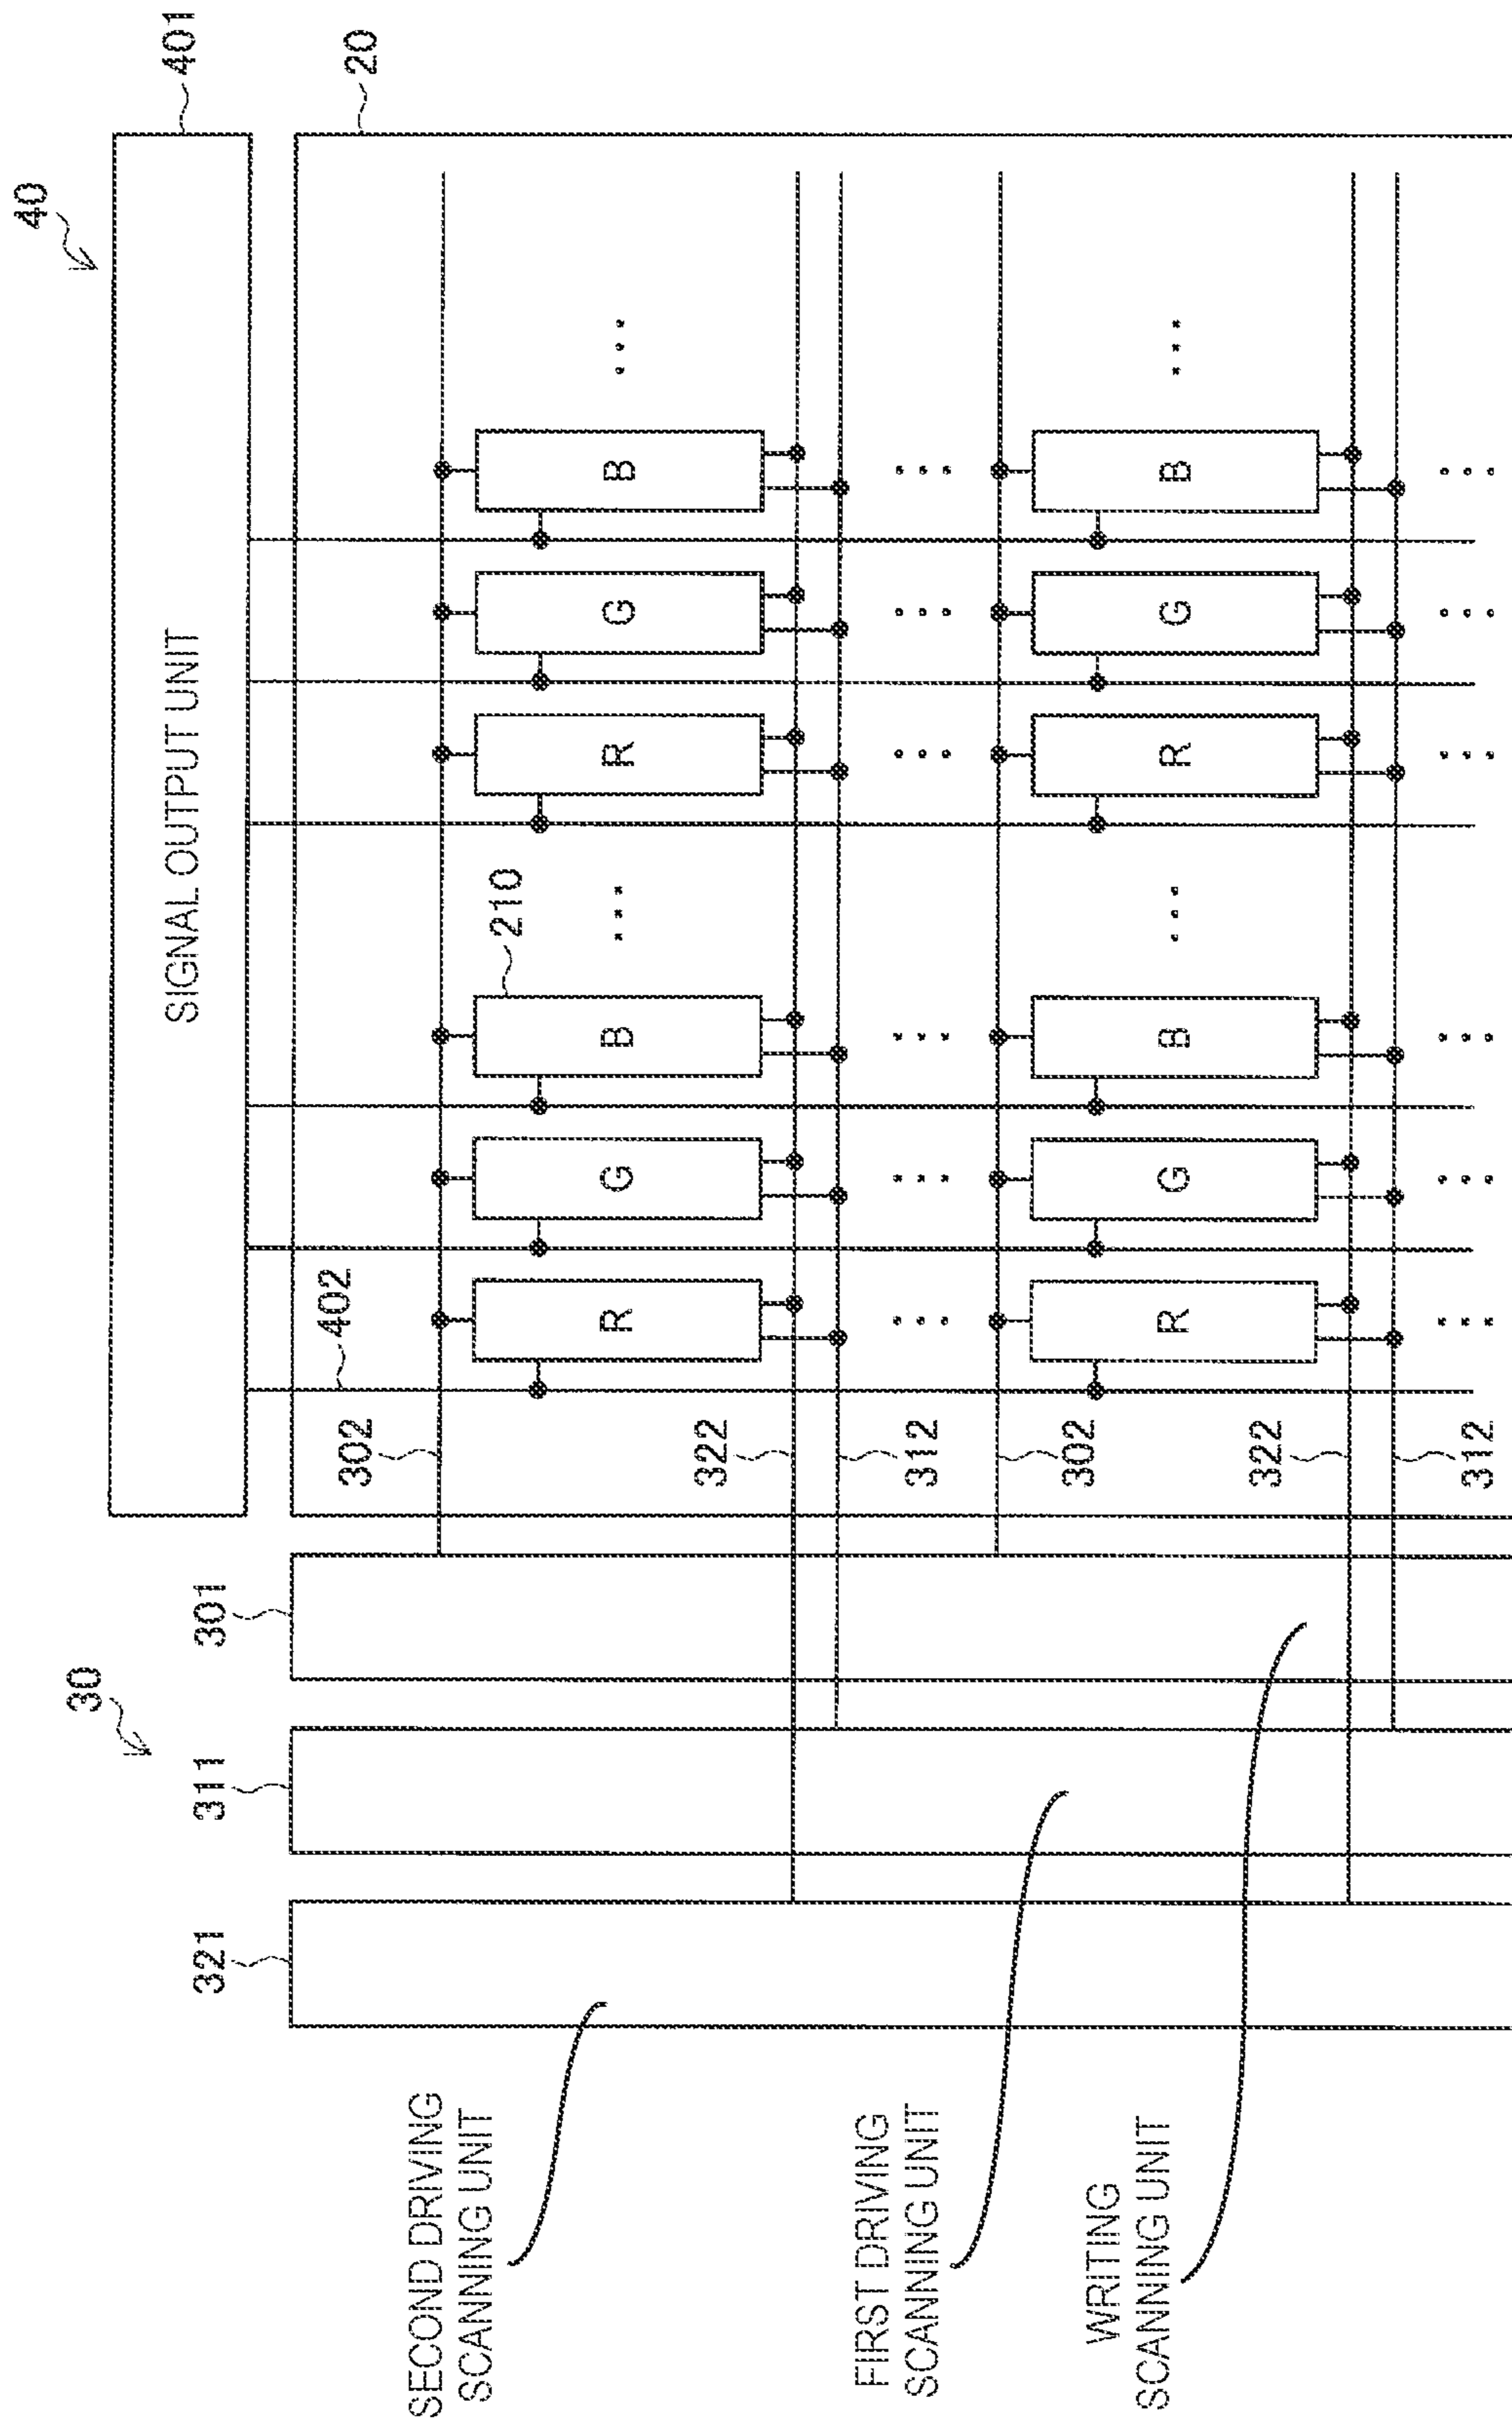 40
401
SIGNAL OUTPUT UNIT
20
30
321
311
301
302
402
210
R
G
B
...
R
G
B
...
322
312
... ... ... ... ... ...
302
R
G
B
...
R
G
B
...
322
312
... ... ... ... ... ...
SECOND DRIVING
SCANNING UNIT
FIRST DRIVING
SCANNING UNIT
WRITING
SCANNING UNIT